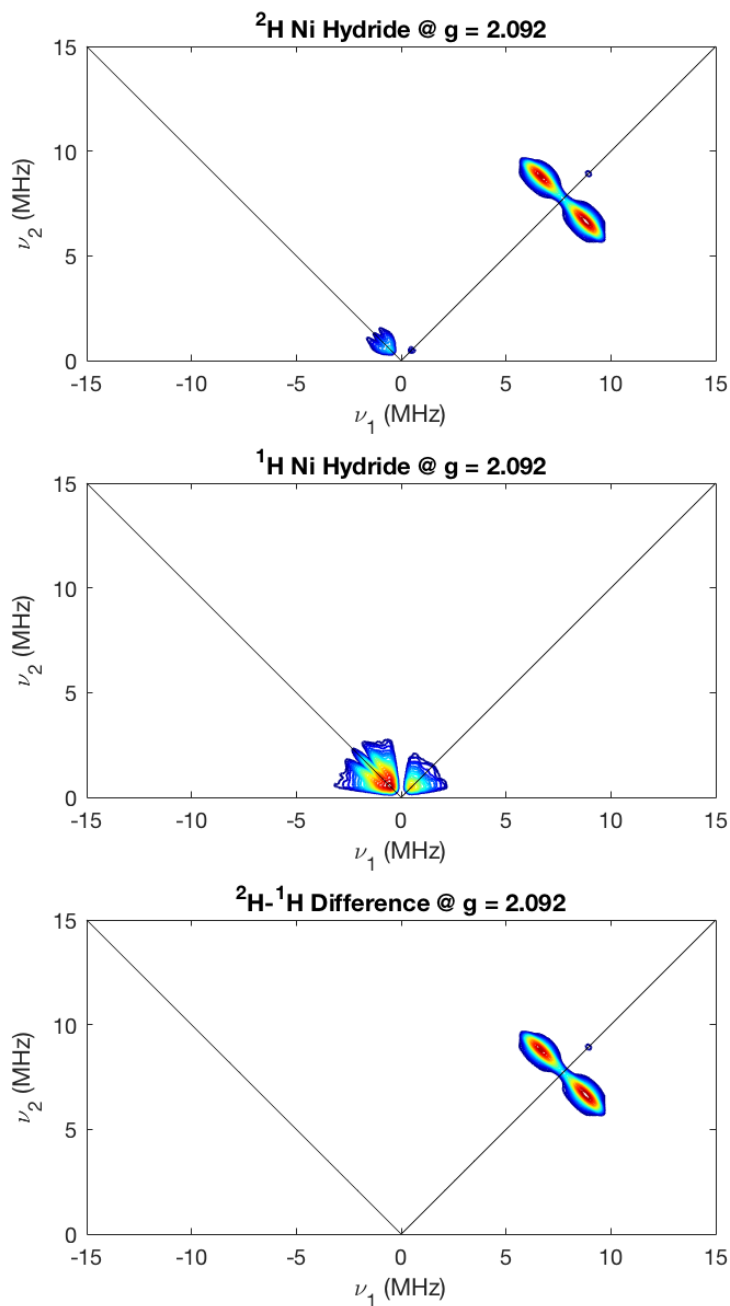 ²H Ni Hydride @ g = 2.092
15
10
5
0
ν₂ (MHz)
-15 -10 -5 0 5 10 15
ν₁ (MHz)
¹H Ni Hydride @ g = 2.092
15
10
5
0
ν₂ (MHz)
-15 -10 -5 0 5 10 15
ν₁ (MHz)
²H-¹H Difference @ g = 2.092
15
10
5
0
ν₂ (MHz)
-15 -10 -5 0 5 10 15
ν₁ (MHz)